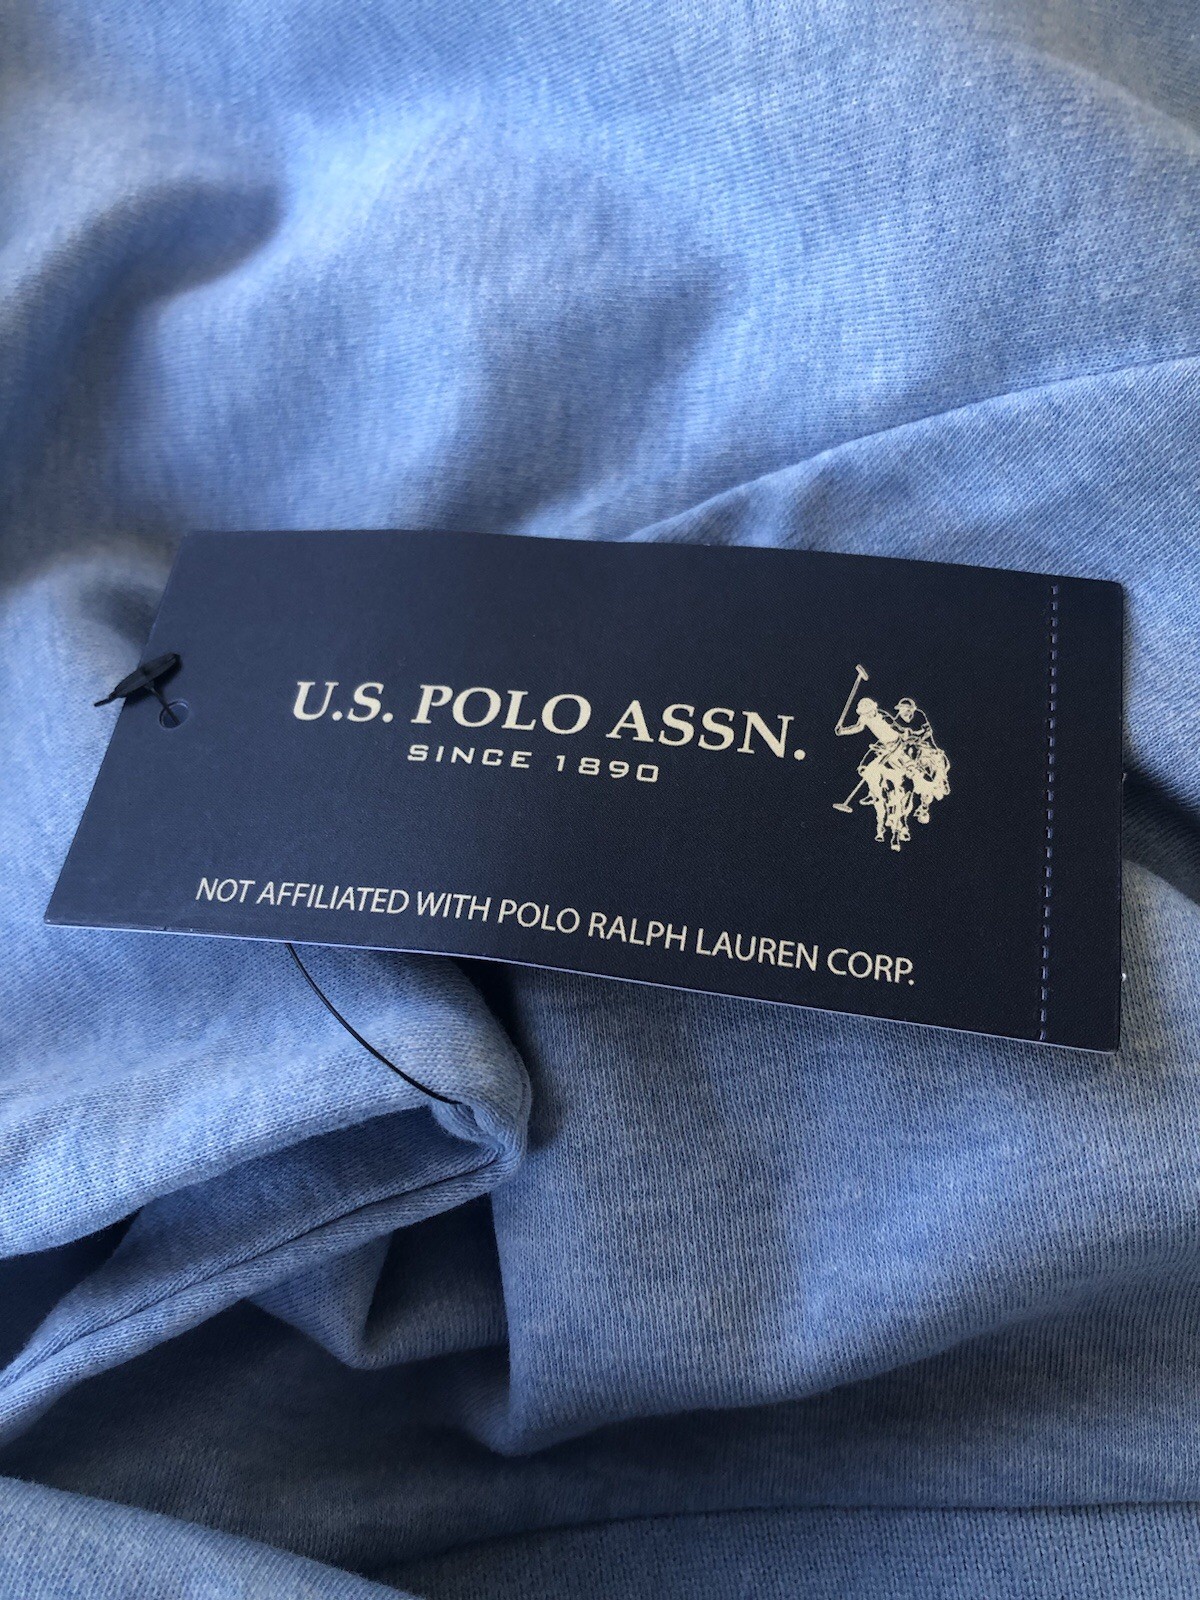 U.S. POLO ASSN.
SINCE 1890
NOT AFFILIATED WITH POLO RALPH LAUREN CORP.